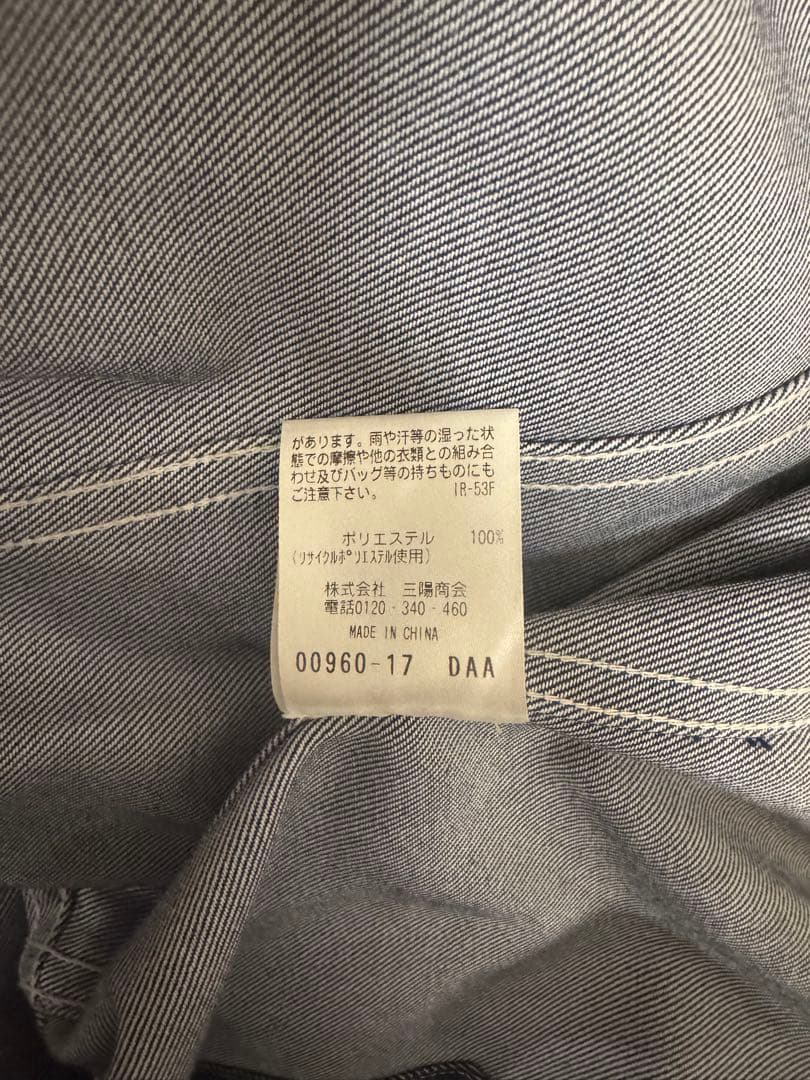 があります。雨や汗等の湿った状
態での摩擦や他の衣類との組み合
わせ及びバッグ等の持ちものにも
ご注意下さい。 IR-53F
ポリエステル 100%
(リサイクルポリエステル使用)
株式会社 三陽商会
電話0120-340-460
MADE IN CHINA
00960-17 DAA